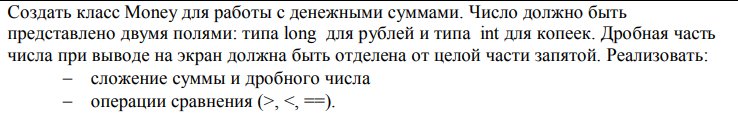 Создать класс Money для работы с денежными суммами. Число должно быть
представлено двумя полями: типа long для рублей и типа int для копеек. Дробная часть
числа при выводе на экран должна быть отделена от целой части запятой. Реализовать:
– сложение суммы и дробного числа
– операции сравнения (>, <, ==).